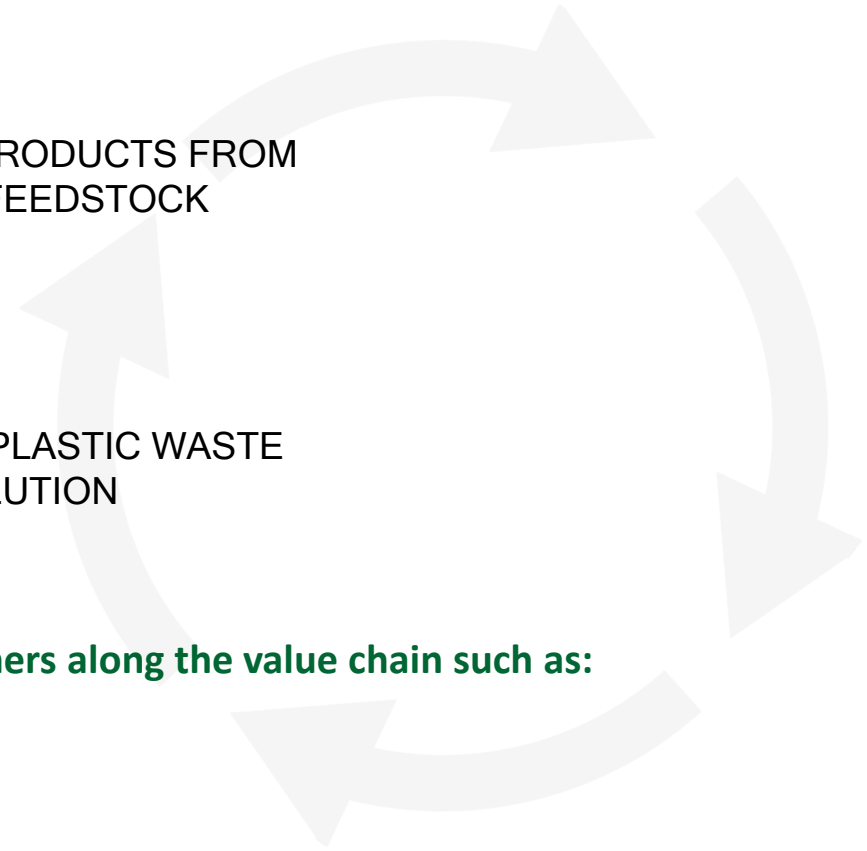 RODUCTS FROM
FEEDSTOCK
PLASTIC WASTE
LUTION
ners along the value chain such as: